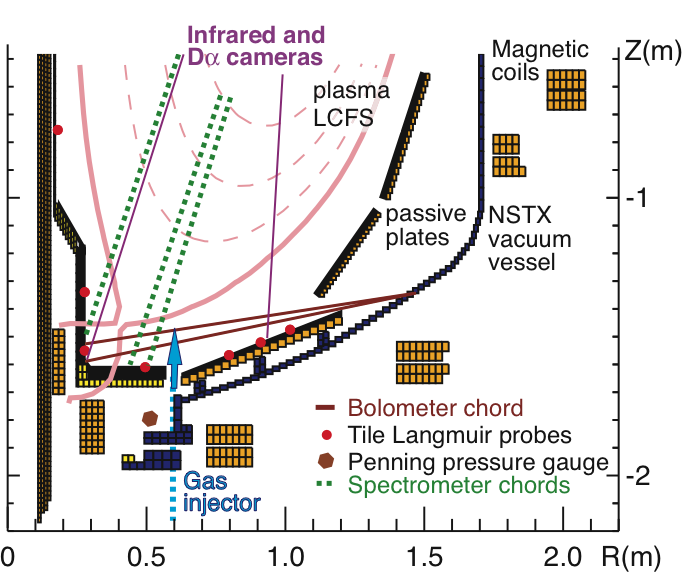 Infrared and
Dα cameras
plasma
LCFS
Magnetic
coils
Z(m)
-1
passive
plates
NSTX
vacuum
vessel
Bolometer chord
Tile Langmuir probes
Penning pressure gauge
Spectrometer chords
-2
Gas
injector
0 0.5 1.0 1.5 2.0 R(m)